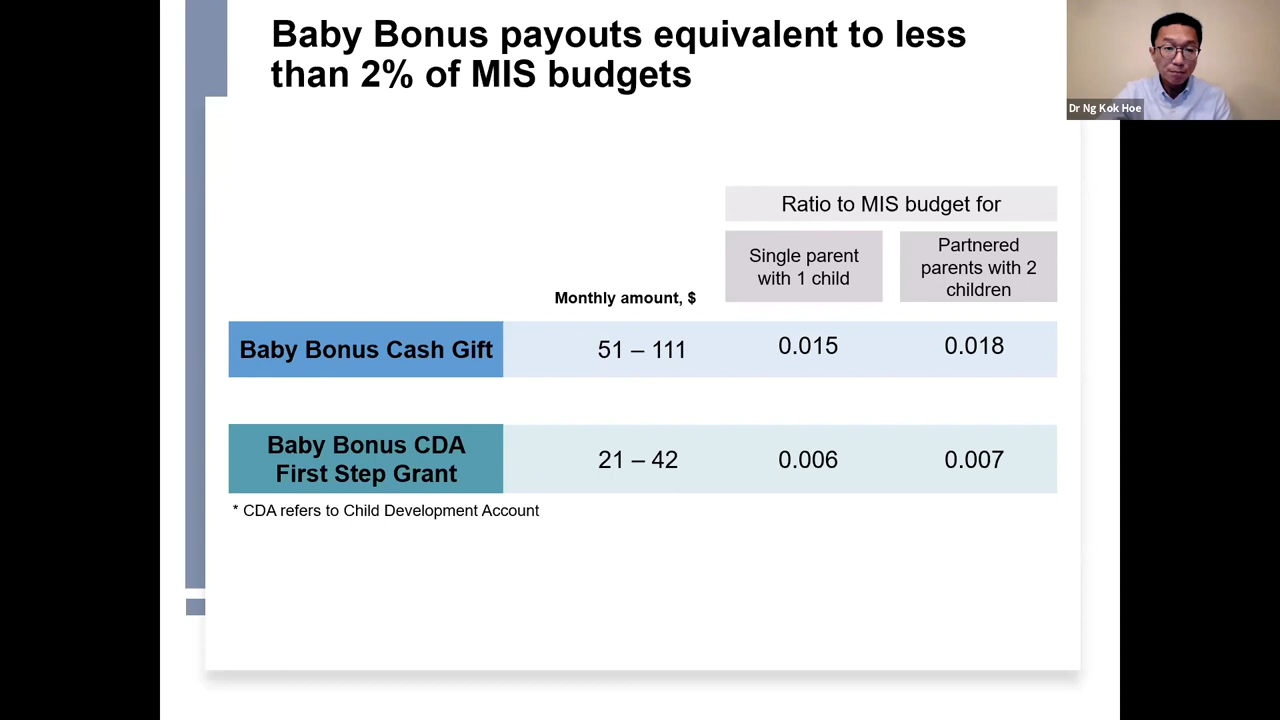 Baby Bonus payouts equivalent to less
than 2% of MIS budgets
Dr Ng Kok Hoe
Ratio to MIS budget for
Single parent
with 1 child
Partnered
parents with 2
children
Monthly amount, $
Baby Bonus Cash Gift
51 – 111
0.015
0.018
Baby Bonus CDA
First Step Grant
21 – 42
0.006
0.007
* CDA refers to Child Development Account